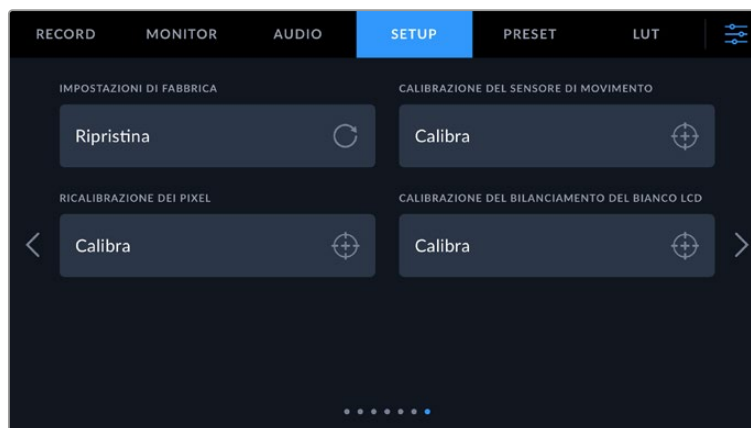 RECORD MONITOR AUDIO SETUP PRESET LUT
IMPOSTAZIONI DI FABBRICA CALIBRAZIONE DEL SENSORE DI MOVIMENTO
Ripristina Calibra
RICALIBRAZIONE DEI PIXEL CALIBRAZIONE DEL BILANCIAMENTO DEL BIANCO LCD
Calibra Calibra